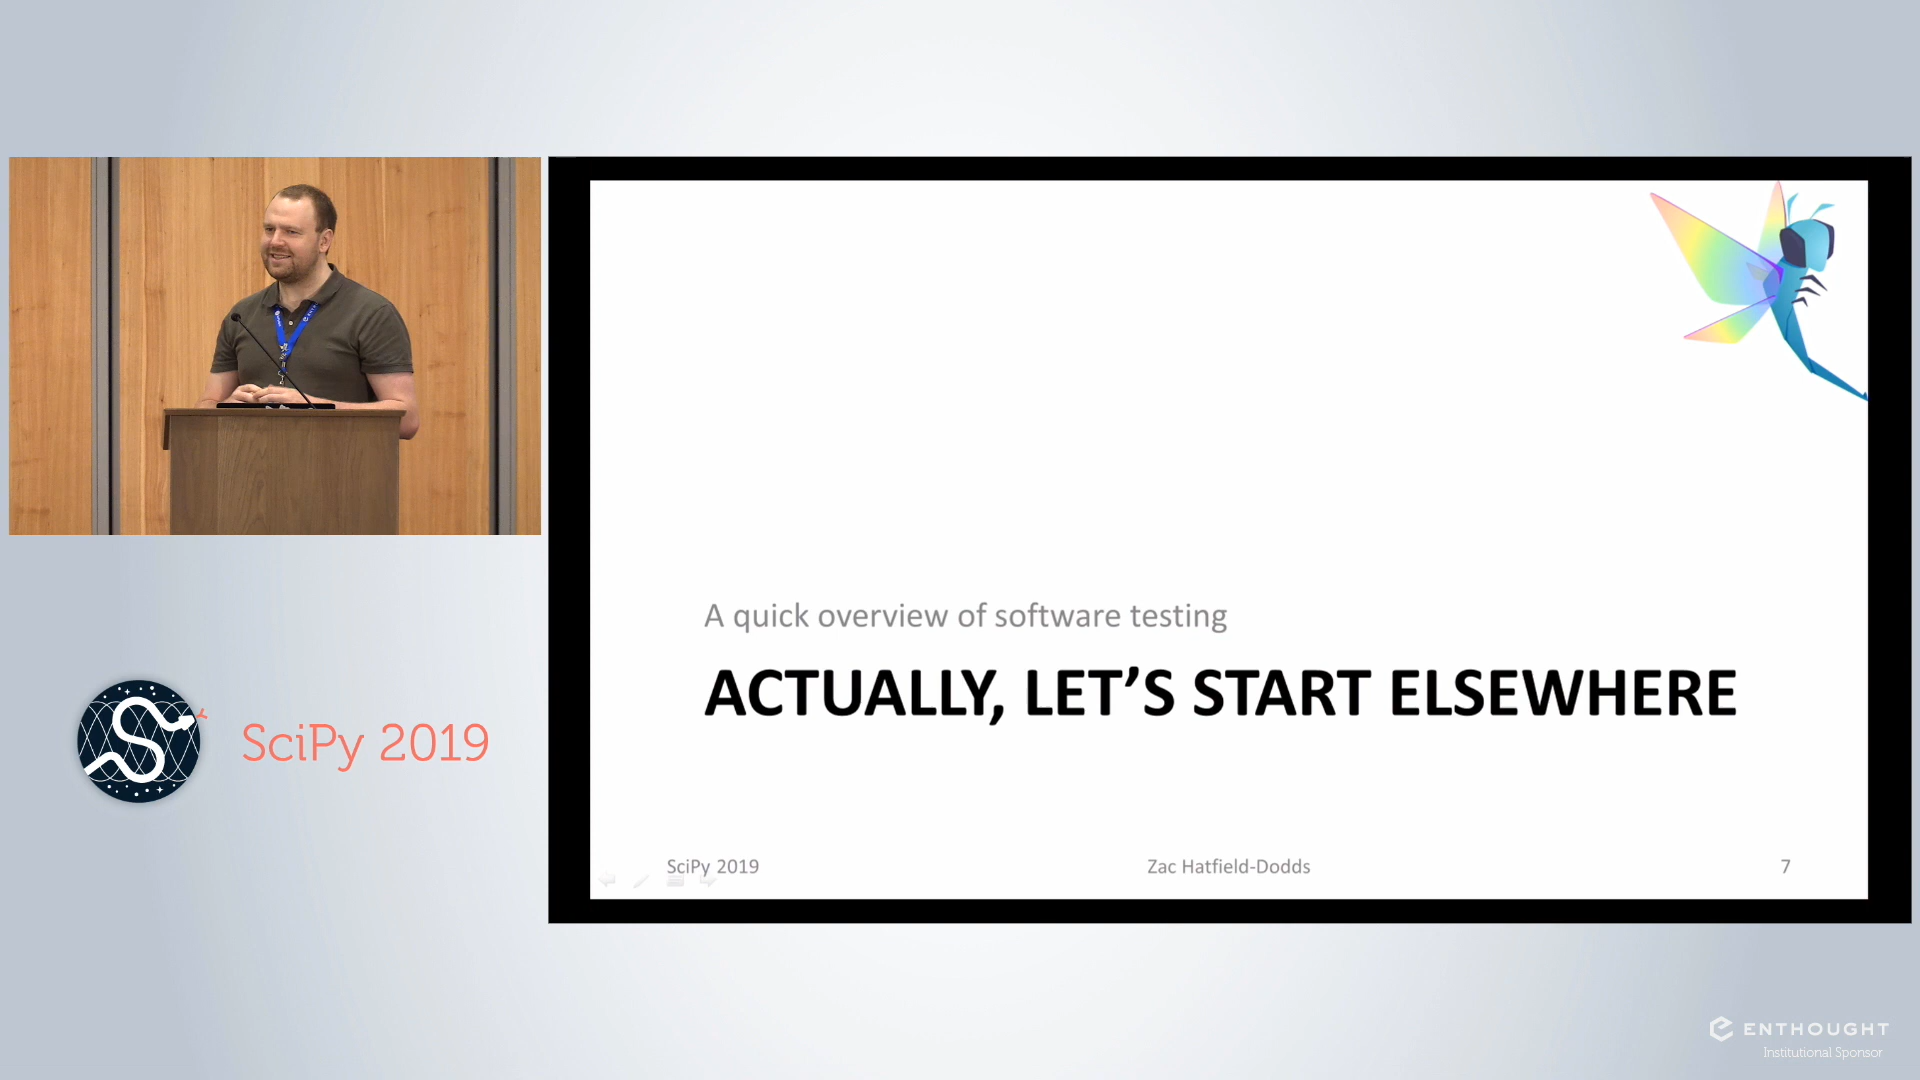 A quick overview of software testing
ACTUALLY, LET’S START ELSEWHERE
SciPy 2019
Zac Hatfield-Dodds
7
SciPy 2019
ENTHOUGHT
Institutional Sponsor